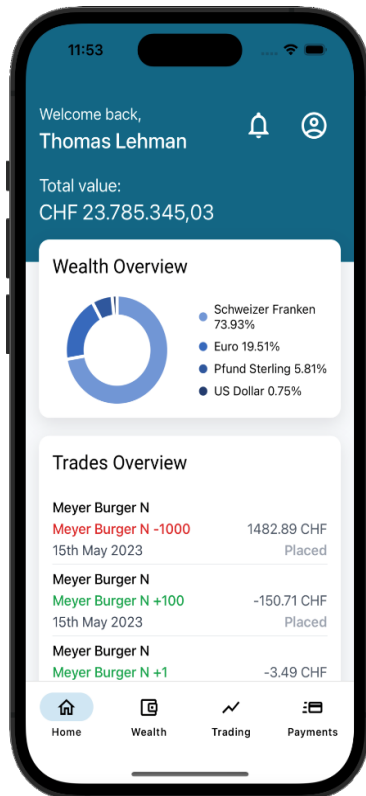 11:53
Welcome back,
Thomas Lehman
Total value:
CHF 23.785.345,03
Wealth Overview
Schweizer Franken
73.93%
Euro 19.51%
Pfund Sterling 5.81%
US Dollar 0.75%
Trades Overview
Meyer Burger N
Meyer Burger N -1000 1482.89 CHF
15th May 2023 Placed
Meyer Burger N
Meyer Burger N +100 -150.71 CHF
15th May 2023 Placed
Meyer Burger N
Meyer Burger N +1 -3.49 CHF
Home Wealth Trading Payments